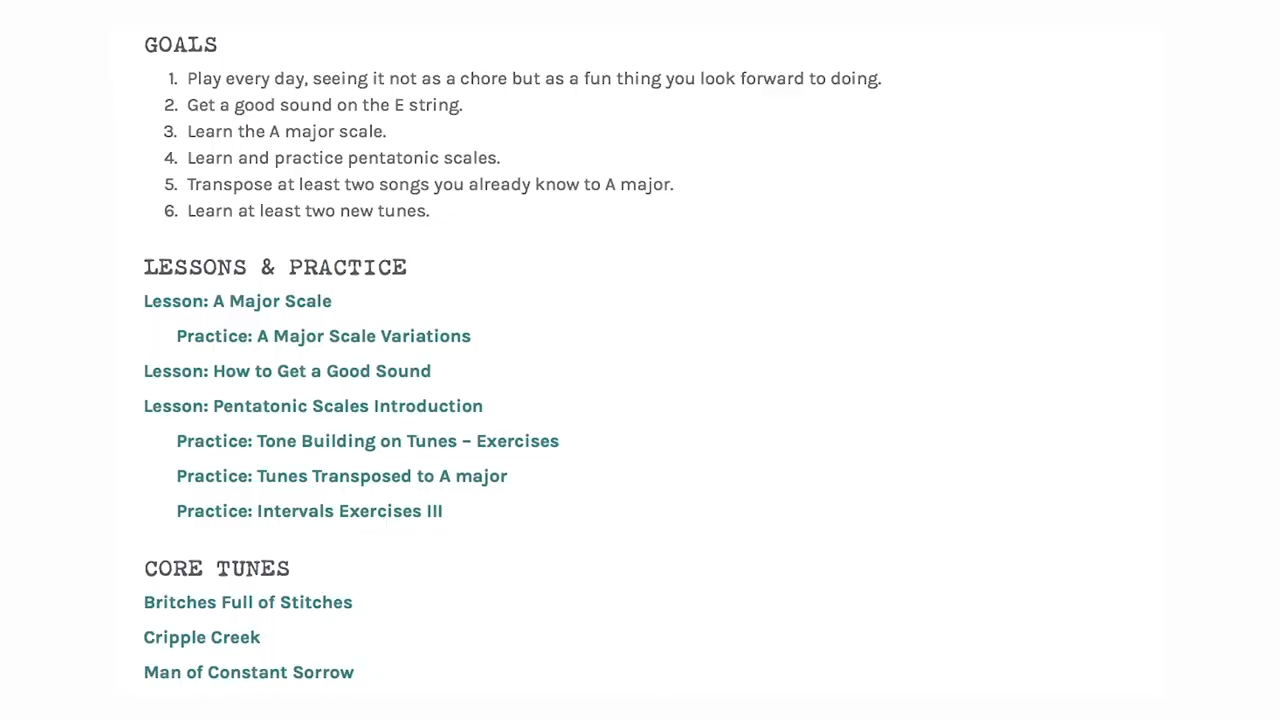 GOALS
1. Play every day, seeing it not as a chore but as a fun thing you look forward to doing.
2. Get a good sound on the E string.
3. Learn the A major scale.
4. Learn and practice pentatonic scales.
5. Transpose at least two songs you already know to A major.
6. Learn at least two new tunes.
LESSONS & PRACTICE
Lesson: A Major Scale
Practice: A Major Scale Variations
Lesson: How to Get a Good Sound
Lesson: Pentatonic Scales Introduction
Practice: Tone Building on Tunes – Exercises
Practice: Tunes Transposed to A major
Practice: Intervals Exercises III
CORE TUNES
Britches Full of Stitches
Cripple Creek
Man of Constant Sorrow